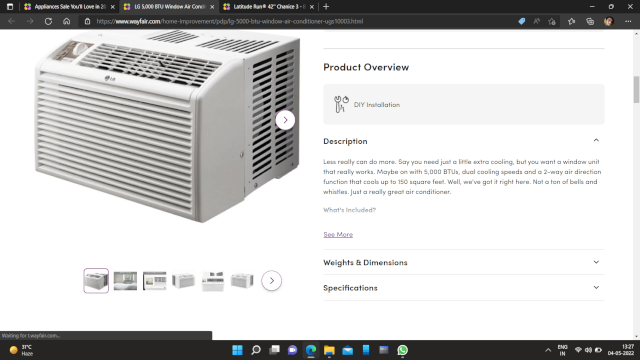 Appliances Sale You'll Love in 20
LG 5,000 BTU Window Air Condi
Latitude Run® 42" Chanice 3 –
https://www.wayfair.com/home-improvement/pdp/lg-5000-btu-window-air-conditioner-ugs10003.html
LG
Product Overview
DIY Installation
Description
Less really can do more. Say you need just a little extra cooling, but you want a window unit
that really works. Maybe on with 5,000 BTUs, dual cooling speeds and a 2-way air direction
function that cools up to 150 square feet. Well, we've got it right here. Not a ton of bells and
whistles. Just a really great air conditioner.
What's Included?
See More
Weights & Dimensions
Specifications
Waiting for t.wayfair.com...
31°C
Haze
ENG
IN
13:27
04-05-2022